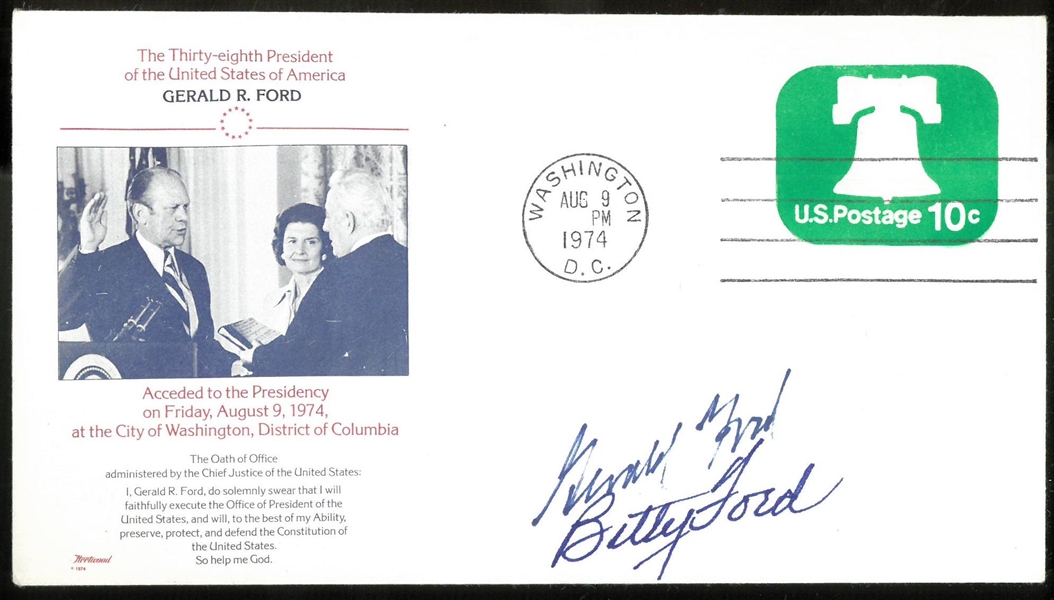 The Thirty-eighth President
of the United States of America
GERALD R. FORD
Acceded to the Presidency
on Friday, August 9, 1974,
at the City of Washington, District of Columbia
The Oath of Office
administered by the Chief Justice of the United States:
I, Gerald R. Ford, do solemnly swear that I will
faithfully execute the Office of President of the
United States, and will, to the best of my Ability,
preserve, protect, and defend the Constitution of
the United States.
So help me God.
Fleetwood
© 1974
WASHINGTON
AUG 9
PM
1974
D.C.
U.S. Postage 10c
Gerald Ford
Betty Ford